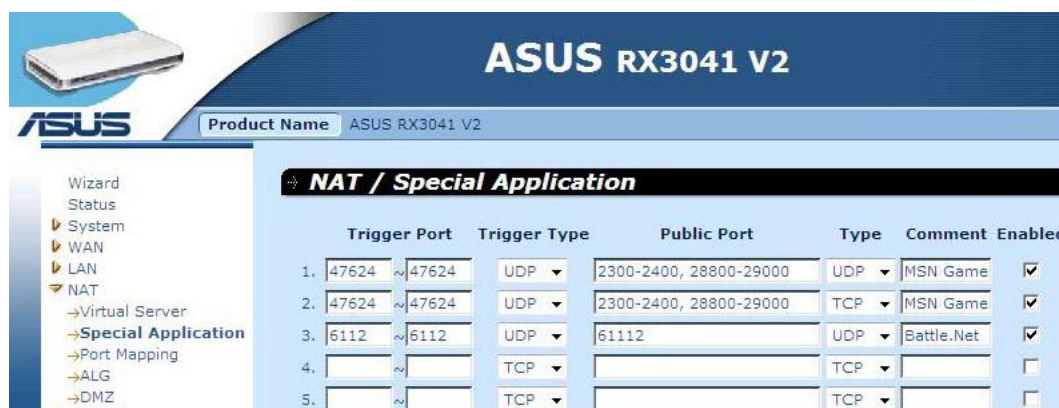 ASUS RX3041 V2
ASUS
Product Name ASUS RX3041 V2
Wizard
Status
System
WAN
LAN
NAT
Virtual Server
Special Application
Port Mapping
ALG
DMZ
NAT / Special Application
Trigger Port Trigger Type Public Port Type Comment Enabled
1. 47624 ~ 47624 UDP 2300-2400, 28800-29000 UDP MSN Game
2. 47624 ~ 47624 UDP 2300-2400, 28800-29000 TCP MSN Game
3. 6112 ~ 6112 UDP 61112 UDP Battle.Net
4. ~ TCP TCP
5. ~ TCP TCP